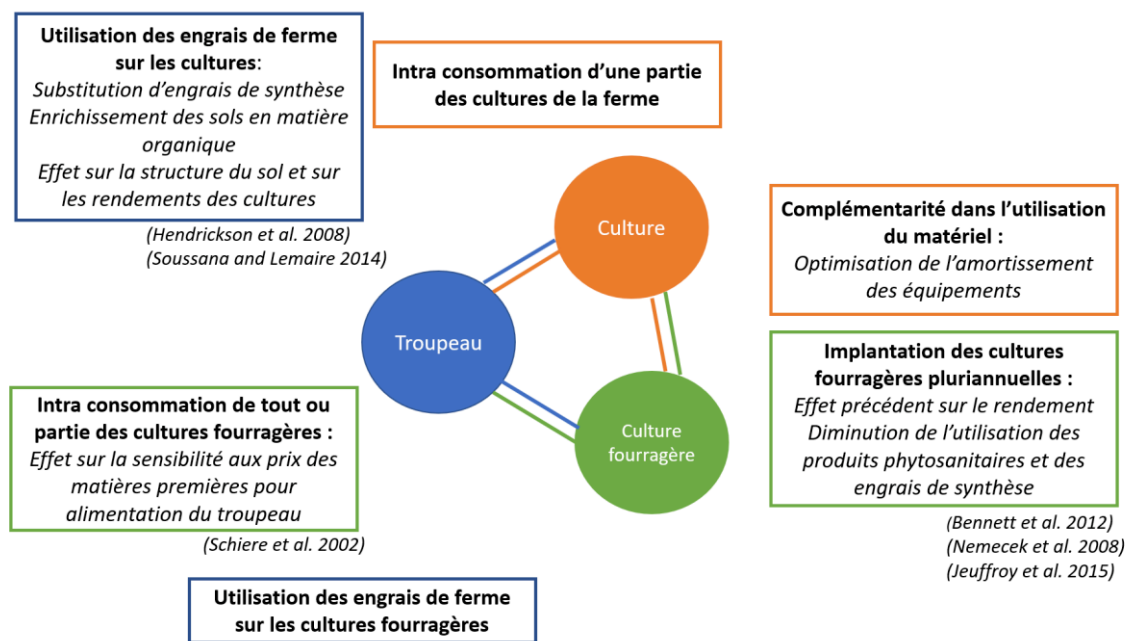 Utilisation des engrais de ferme
sur les cultures:
Substitution d’engrais de synthèse
Enrichissement des sols en matière
organique
Effet sur la structure du sol et sur
les rendements des cultures
(Hendrickson et al. 2008)
(Soussana and Lemaire 2014)
Intra consommation d’une partie
des cultures de la ferme
Culture
Troupeau
Culture
fourragère
Complémentarité dans l’utilisation
du matériel :
Optimisation de l’amortissement
des équipements
Implantation des cultures
fourragères pluriannuelles :
Effet précédent sur le rendement
Diminution de l’utilisation des
produits phytosanitaires et des
engrais de synthèse
(Bennett et al. 2012)
(Nemecek et al. 2008)
(Jeuffroy et al. 2015)
Intra consommation de tout ou
partie des cultures fourragères :
Effet sur la sensibilité aux prix des
matières premières pour
alimentation du troupeau
(Schiere et al. 2002)
Utilisation des engrais de ferme
sur les cultures fourragères